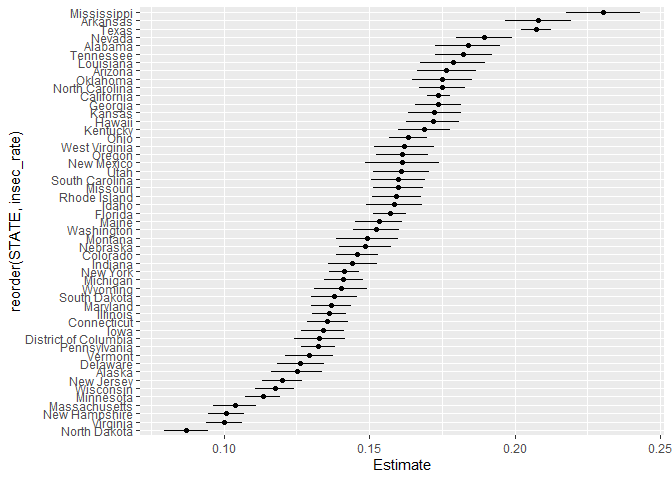 Mississippi
Arkansas
Texas
Nevada
Alabama
Tennessee
Louisiana
Arizona
Oklahoma
North Carolina
California
Georgia
Kansas
Hawaii
Kentucky
Ohio
West Virginia
Oregon
New Mexico
Utah
South Carolina
Missouri
Rhode Island
Idaho
Florida
Maine
Washington
Montana
Nebraska
Colorado
Indiana
New York
Michigan
Wyoming
South Dakota
Maryland
Illinois
Connecticut
Iowa
District of Columbia
Pennsylvania
Vermont
Delaware
Alaska
New Jersey
Wisconsin
Minnesota
Massachusetts
New Hampshire
Virginia
North Dakota
reorder(STATE, insec_rate)
0.10 0.15 0.20 0.25
Estimate